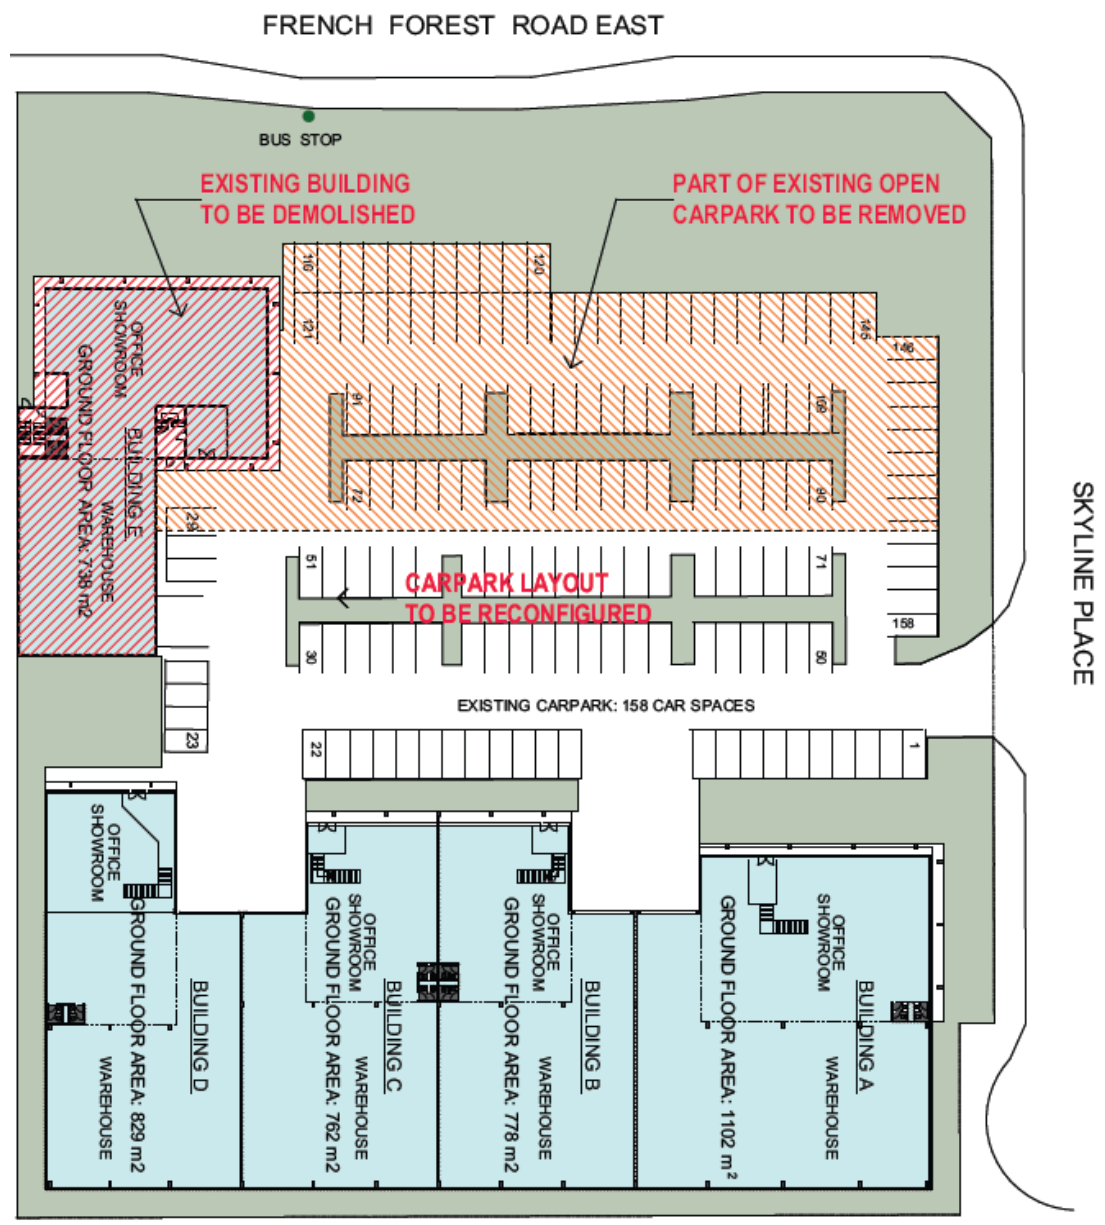 FRENCH FOREST ROAD EAST
BUS STOP
EXISTING BUILDING
TO BE DEMOLISHED
PART OF EXISTING OPEN
CARPARK TO BE REMOVED
110
120
121
145
146
OFFICE
SHOWROOM
GROUND FLOOR AREA: 738 m2
BUILDING E
WAREHOUSE
91
108
72
90
29
51
71
CARPARK LAYOUT
TO BE RECONFIGURED
158
30
50
SKYLINE PLACE
EXISTING CARPARK: 158 CAR SPACES
23
22
1
OFFICE
SHOWROOM
GROUND FLOOR AREA: 829 m2
BUILDING D
WAREHOUSE
OFFICE
SHOWROOM
GROUND FLOOR AREA: 762 m2
BUILDING C
WAREHOUSE
OFFICE
SHOWROOM
GROUND FLOOR AREA: 778 m2
BUILDING B
WAREHOUSE
OFFICE
SHOWROOM
GROUND FLOOR AREA: 1102 m²
BUILDING A
WAREHOUSE